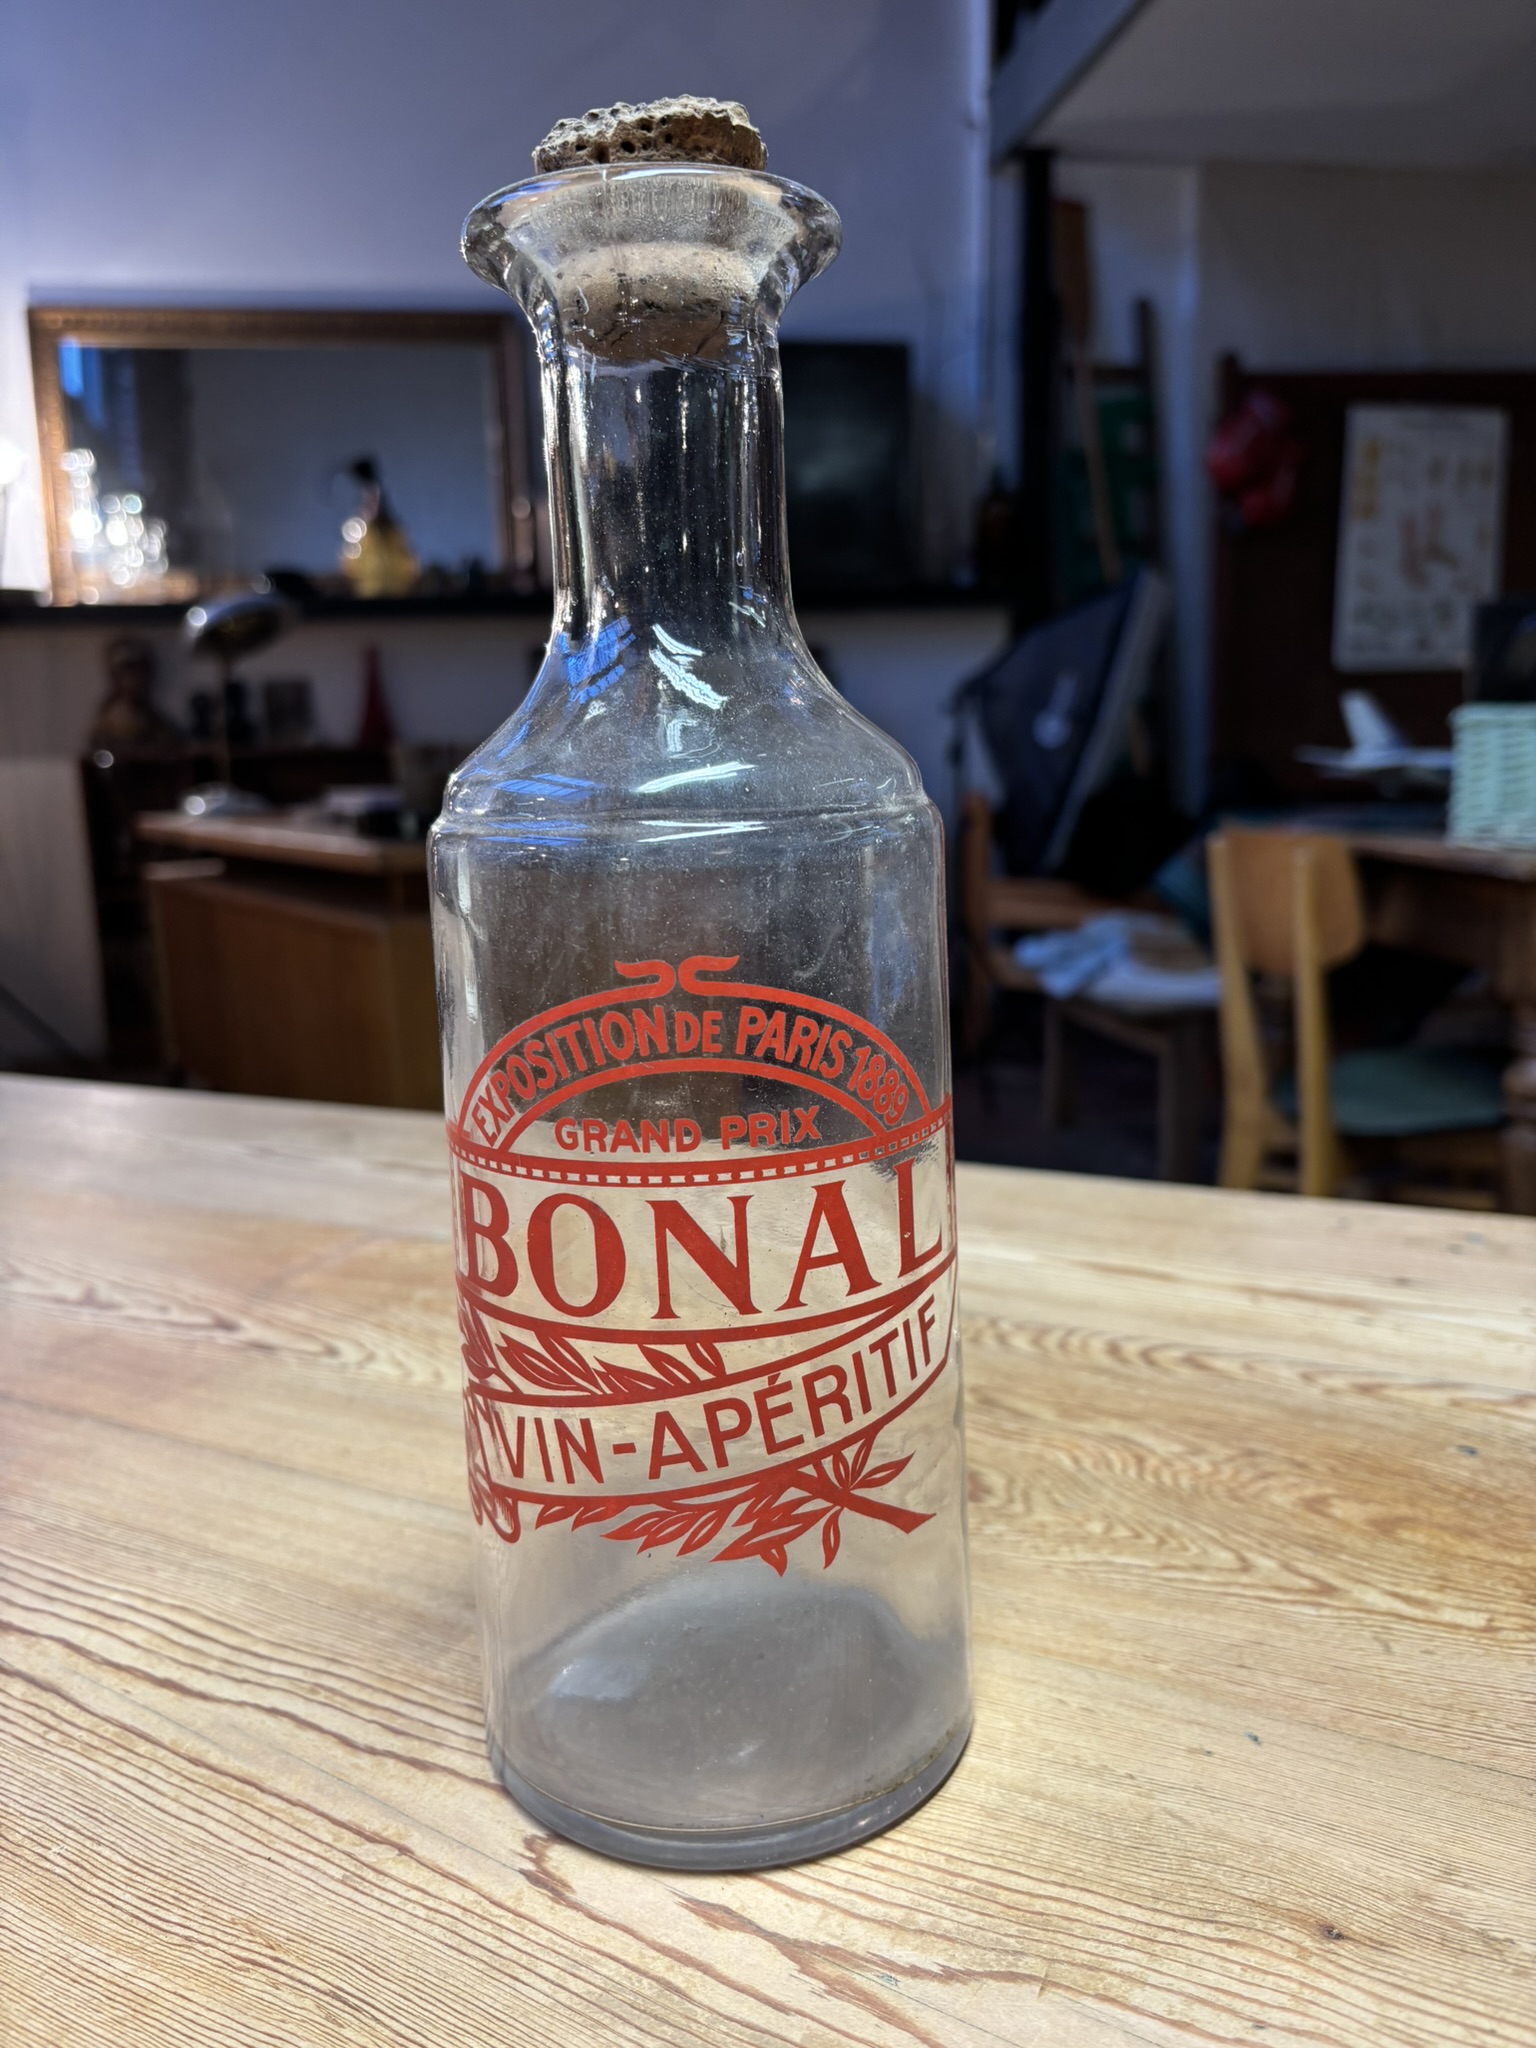 EXPOSITION DE PARIS 1889
GRAND PRIX
BONAL
VIN-APÉRITIF